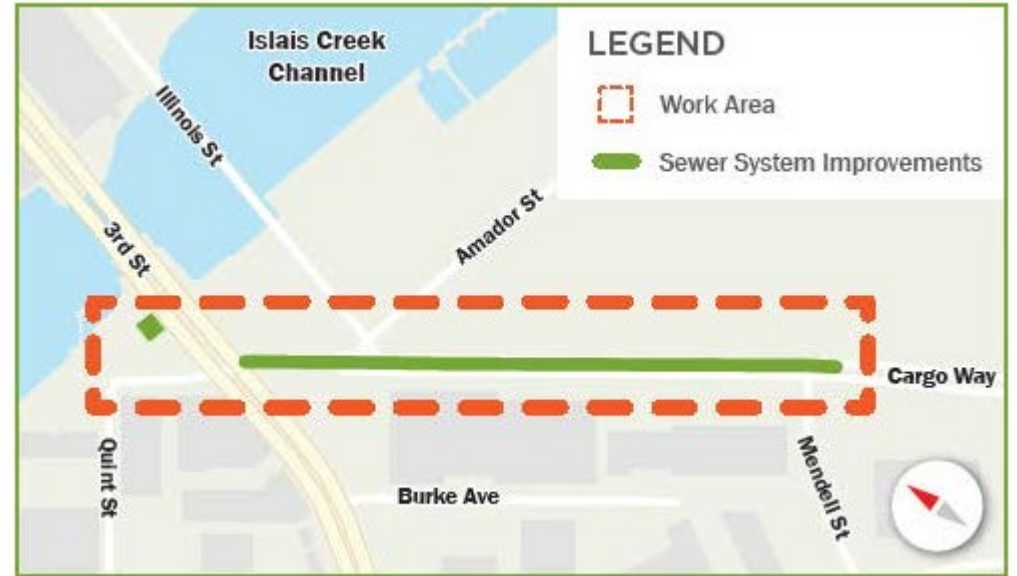 Islais Creek
Channel
LEGEND
Work Area
Sewer System Improvements
Illinois St
Amador St
3rd St
Cargo Way
Quint St
Burke Ave
Mendell St